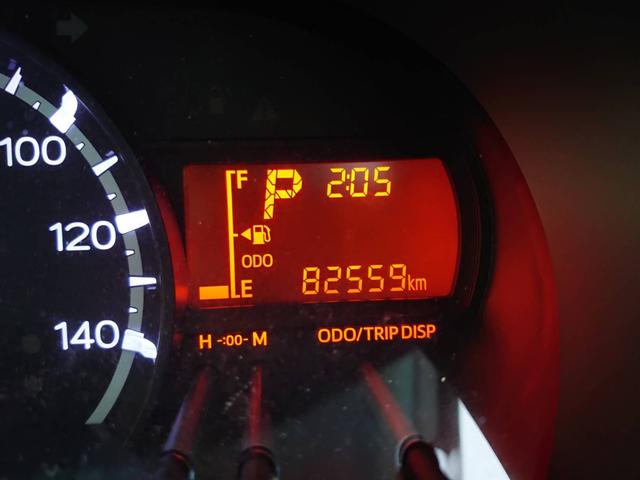 100
120
140
F
P 2:05
ODO
E
82559km
H -:00- M
ODO/TRIP DISP